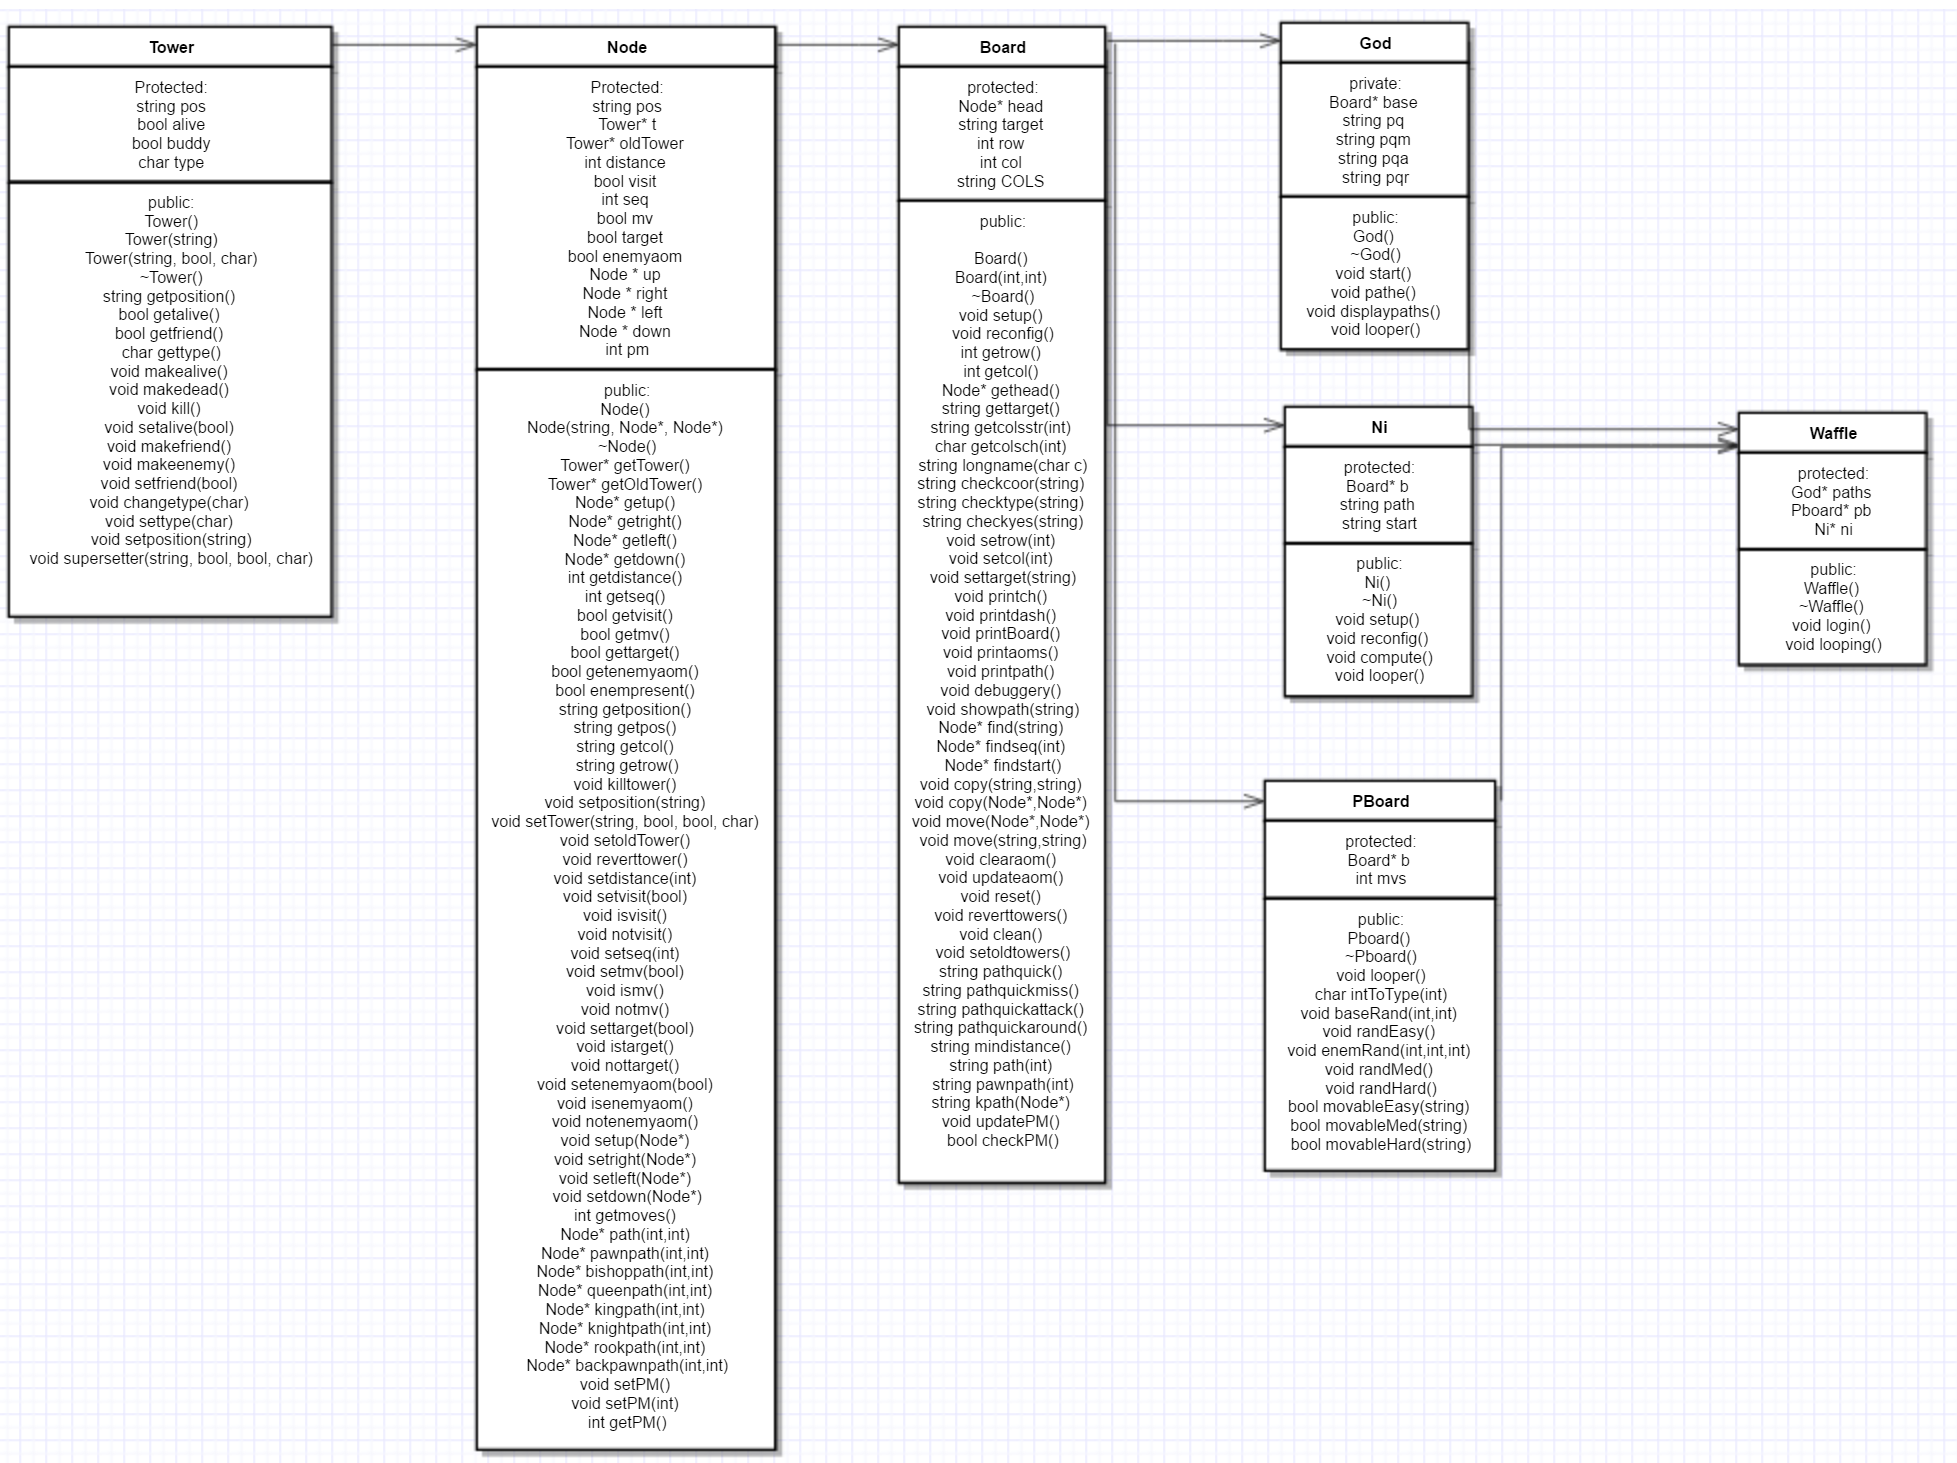 Tower
Protected:
string pos
bool alive
bool buddy
char type
public:
Tower()
Tower(string)
Tower(string, bool, char)
~Tower()
string getposition()
bool getalive()
bool getfriend()
char gettype()
void makealive()
void makedead()
void kill()
void setalive(bool)
void makefriend()
void makeenemy()
void setfriend(bool)
void changetype(char)
void settype(char)
void setposition(string)
void supersetter(string, bool, bool, char)
Node
Protected:
string pos
Tower* t
Tower* oldTower
int distance
bool visit
int seq
bool mv
bool target
bool enemyaom
Node * up
Node * right
Node * left
Node * down
int pm
public:
Node()
Node(string, Node*, Node*)
~Node()
Tower* getTower()
Tower* getOldTower()
Node* getup()
Node* getright()
Node* getleft()
Node* getdown()
int getdistance()
int getseq()
bool getvisit()
bool getmv()
bool gettarget()
bool getenemyaom()
bool enempresent()
string getposition()
string getpos()
string getcol()
string getrow()
void killtower()
void setposition(string)
void setTower(string, bool, bool, char)
void setoldTower()
void reverttower()
void setdistance(int)
void setvisit(bool)
void isvisit()
void notvisit()
void setseq(int)
void setmv(bool)
void ismv()
void notmv()
void settarget(bool)
void istarget()
void nottarget()
void setenemyaom(bool)
void isenemyaom()
void notenemyaom()
void setup(Node*)
void setright(Node*)
void setleft(Node*)
void setdown(Node*)
int getmoves()
Node* path(int,int)
Node* pawnpath(int,int)
Node* bishoppath(int,int)
Node* queenpath(int,int)
Node* kingpath(int,int)
Node* knightpath(int,int)
Node* rookpath(int,int)
Node* backpawnpath(int,int)
void setPM()
void setPM(int)
int getPM()
Board
protected:
Node* head
string target
int row
int col
string COLS
public:
Board()
Board(int,int)
~Board()
void setup()
void reconfig()
int getrow()
int getcol()
Node* gethead()
string gettarget()
string getcolsstr(int)
char getcolsch(int)
string longname(char c)
string checkcoor(string)
string checktype(string)
string checkyes(string)
void setrow(int)
void setcol(int)
void settarget(string)
void printch()
void printdash()
void printBoard()
void printaoms()
void printpath()
void debuggery()
void showpath(string)
Node* find(string)
Node* findseq(int)
Node* findstart()
void copy(string,string)
void copy(Node*,Node*)
void move(Node*,Node*)
void move(string,string)
void clearaom()
void updateaom()
void reset()
void reverttowers()
void clean()
void setoldtowers()
string pathquick()
string pathquickmiss()
string pathquickattack()
string pathquickaround()
string mindistance()
string path(int)
string pawnpath(int)
string kpath(Node*)
void updatePM()
bool checkPM()
God
private:
Board* base
string pq
string pqm
string pqa
string pqr
public:
God()
~God()
void start()
void pathe()
void displaypaths()
void looper()
Ni
protected:
Board* b
string path
string start
public:
Ni()
~Ni()
void setup()
void reconfig()
void compute()
void looper()
PBoard
protected:
Board* b
int mvs
public:
Pboard()
~Pboard()
void looper()
char intToType(int)
void baseRand(int,int)
void randEasy()
void enemRand(int,int,int)
void randMed()
void randHard()
bool movableEasy(string)
bool movableMed(string)
bool movableHard(string)
Waffle
protected:
God* paths
Pboard* pb
Ni* ni
public:
Waffle()
~Waffle()
void login()
void looping()